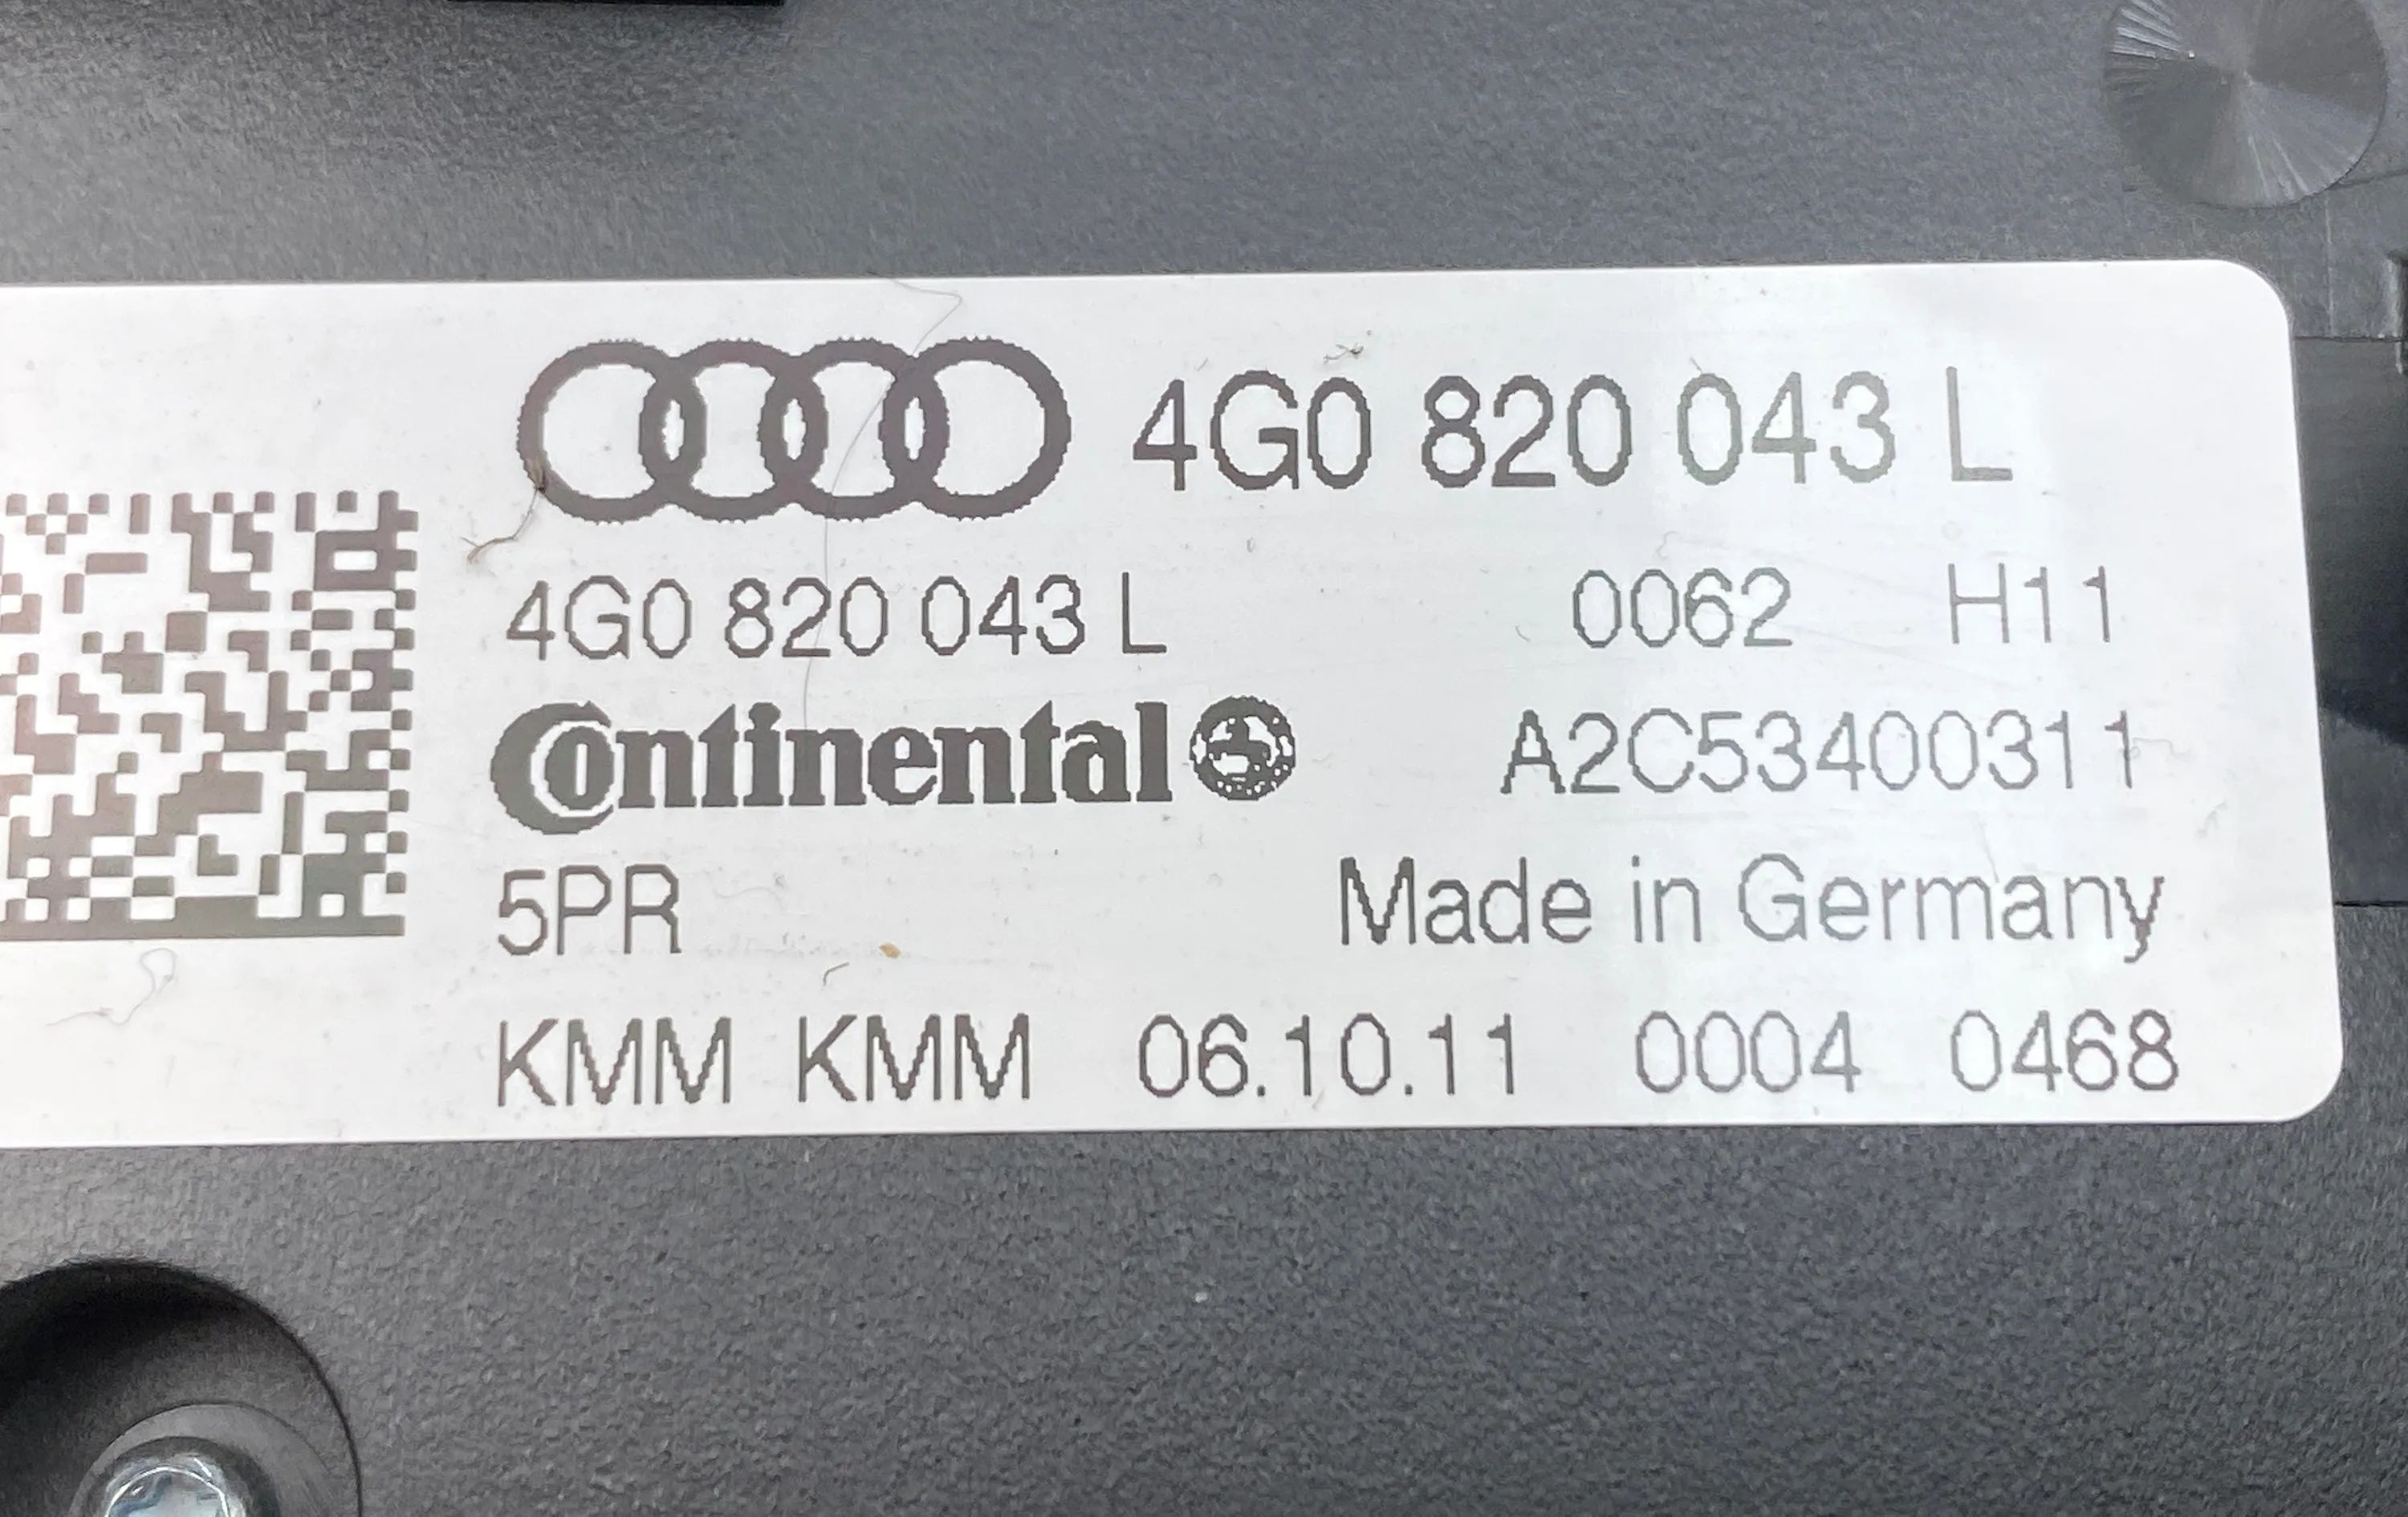 4G0 820 043 L
4G0 820 043 L 0062 H11
Continental A2C53400311
5PR Made in Germany
KMM KMM 06.10.11 0004 0468